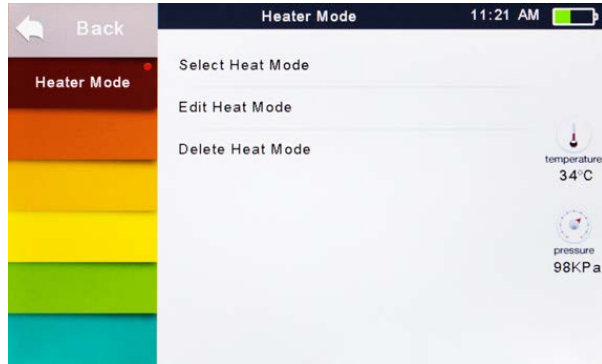 Back
Heater Mode
11:21 AM
Heater Mode
Select Heat Mode
Edit Heat Mode
Delete Heat Mode
temperature
34°C
pressure
98KPa